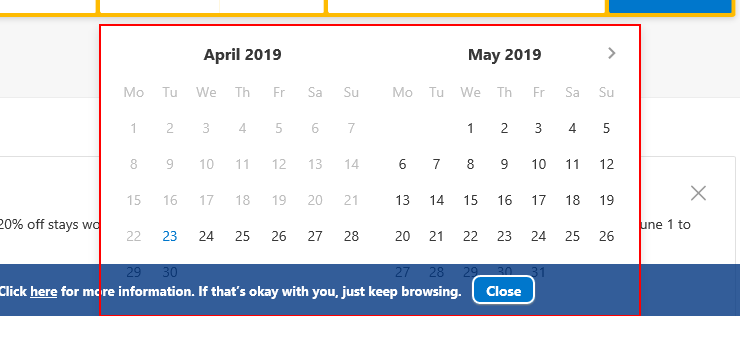 April 2019 May 2019
Mo Tu We Th Fr Sa Su Mo Tu We Th Fr Sa Su
1 2 3 4 5 6 7 1 2 3 4 5
8 9 10 11 12 13 14 6 7 8 9 10 11 12
15 16 17 18 19 20 21 13 14 15 16 17 18 19
20% off stays wo 22 23 24 25 26 27 28 20 21 22 23 24 25 26 une 1 to
29 30 27 28 29 30 31
Click here for more information. If that's okay with you, just keep browsing. Close